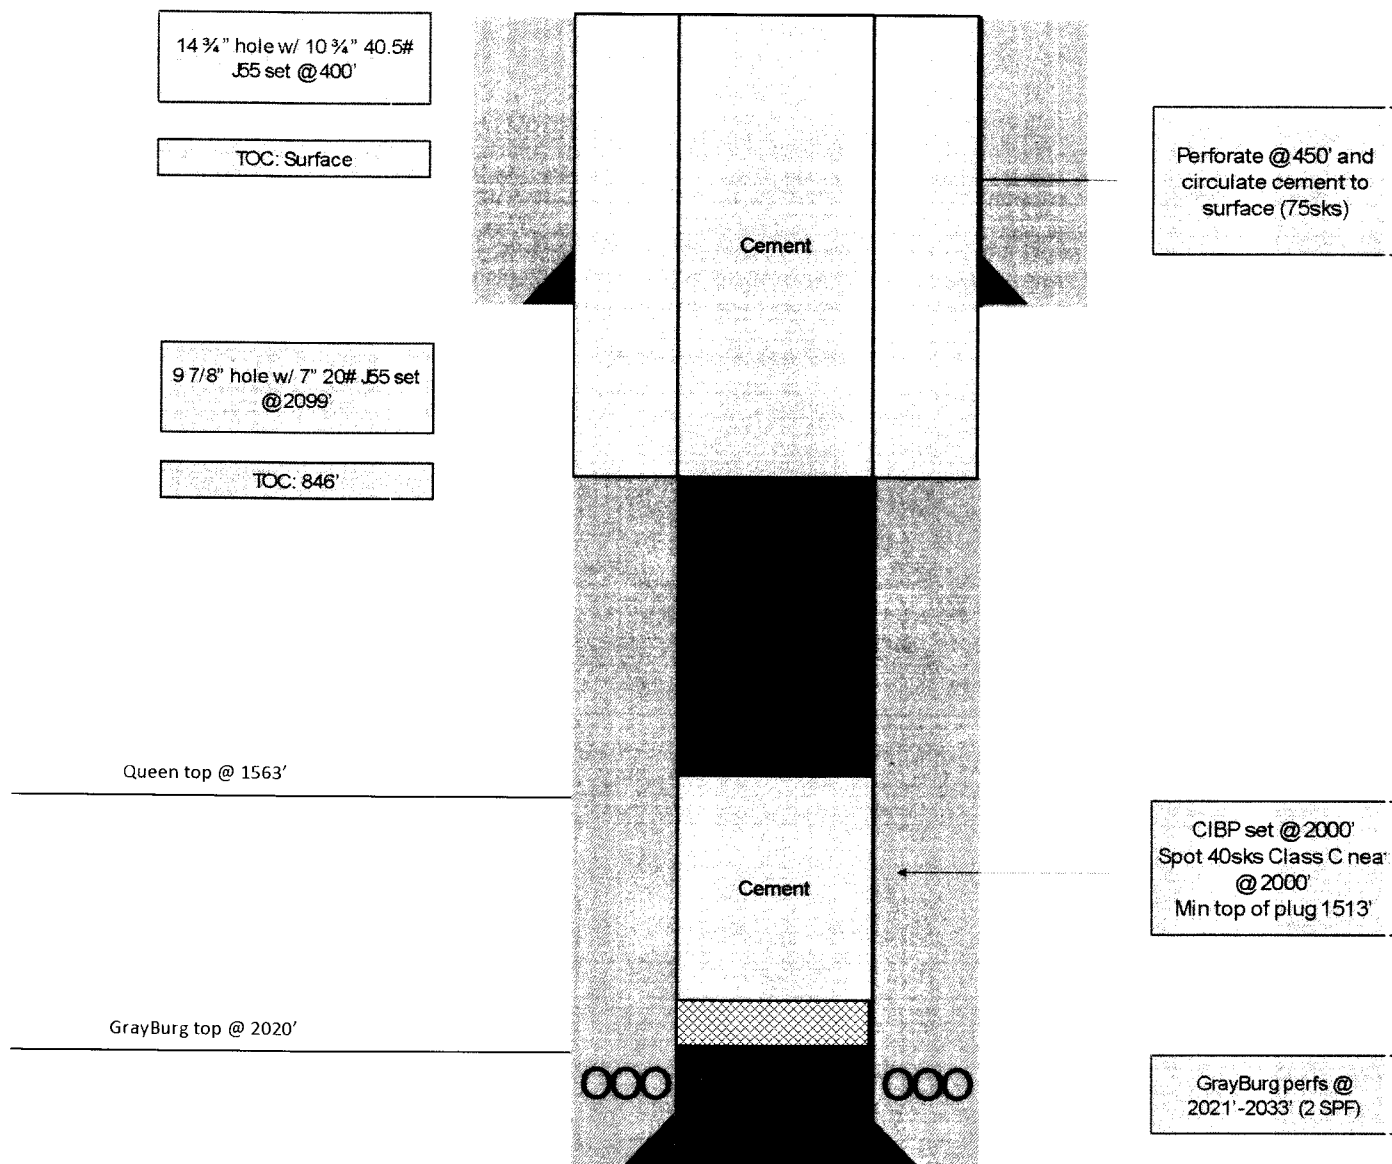 14 ¾" hole w/ 10 ¾" 40.5#
J55 set @400'
TOC: Surface
Perforate @450' and
circulate cement to
surface (75sks)
Cement
9 7/8" hole w/ 7" 20# J55 set
@2099'
TOC: 846'
Queen top @ 1563'
CIBP set @2000'
Spot 40sks Class C neat
@2000'
Min top of plug 1513'
Cement
GrayBurg top @ 2020'
GrayBurg perfs @
2021'-2033' (2 SPF)